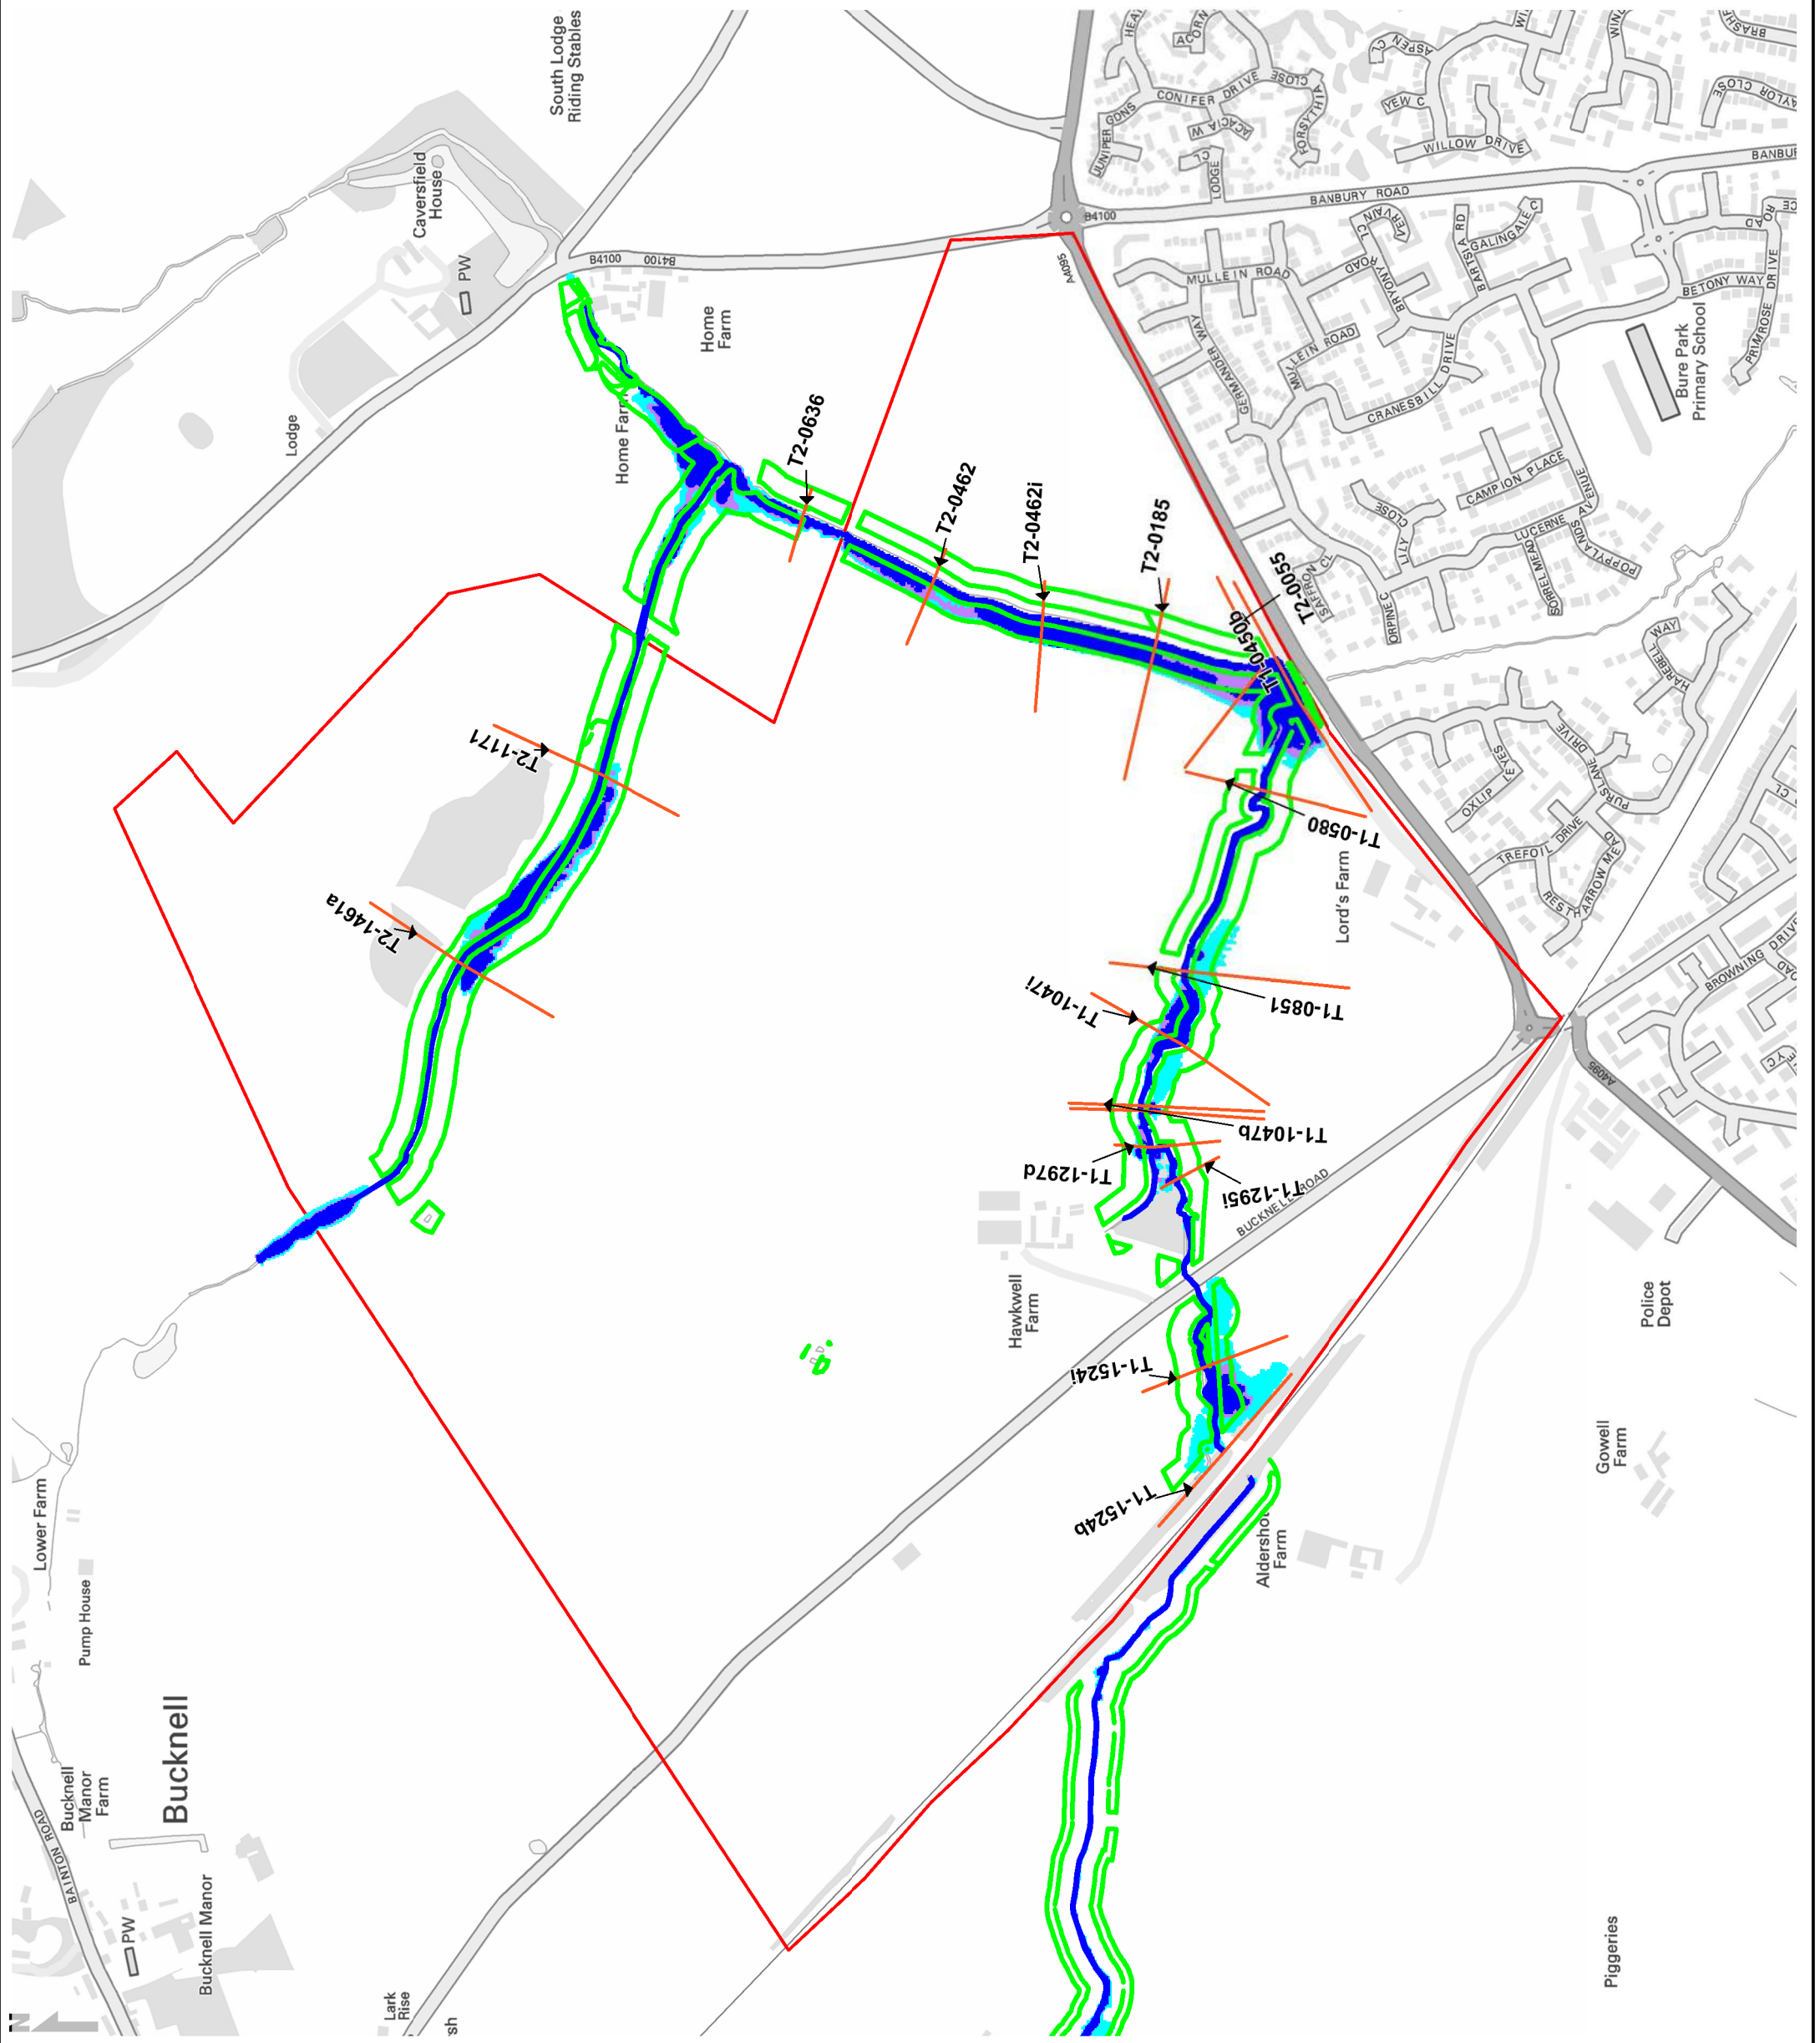 South Lodge
Riding Stables
Caversfield
House
PW
B4100
B4100
Lodge
Home
Farm
Home Farm
T2-0636
T2-0462
T2-0462i
T2-0185
T2-0055
T1-0450b
T2-1171
T2-1461a
T1-0580
T1-0851
T1-1047i
T1-1047b
T1-1297d
T1-1295i
T1-1524i
T1-1524b
B4100
A4095
BANBURY ROAD
JUNIPER GDNS
CONIFER DRIVE
ACACIA W
FORSYTHIA
CLOSE
LODGE
CL
ASPEN
CL
YEW C
WILLOW DRIVE
MULLEIN ROAD
GERMANDER WAY
MULLEIN ROAD
VERVAIN
CL
BRYONY
ROAD
BARTSIA RD
GALINGALE C
CRANESBILL DRIVE
BETONY WAY
PRIMROSE DRIVE
Bure Park
Primary School
CAMPION PLACE
LILY
CLOSE
LUCERNE AVENUE
SORREL MEAD
POPPYLANDS
SAFFRON CL
ORPINE C
HAREBELL
WAY
OXLIP
LEYES
PURSLANE
DRIVE
TREFOIL DRIVE
RESTHARROW MEAD
BROWNING DRIVE
A4095
Lord's Farm
BUCKNELL ROAD
Hawkwell
Farm
Police
Depot
Gowell
Farm
Aldershot
Farm
Piggeries
Lower Farm
Pump House
Bucknell
Bucknell
Manor
Farm
BAINTON ROAD
PW
Bucknell Manor
Lark
Rise
N